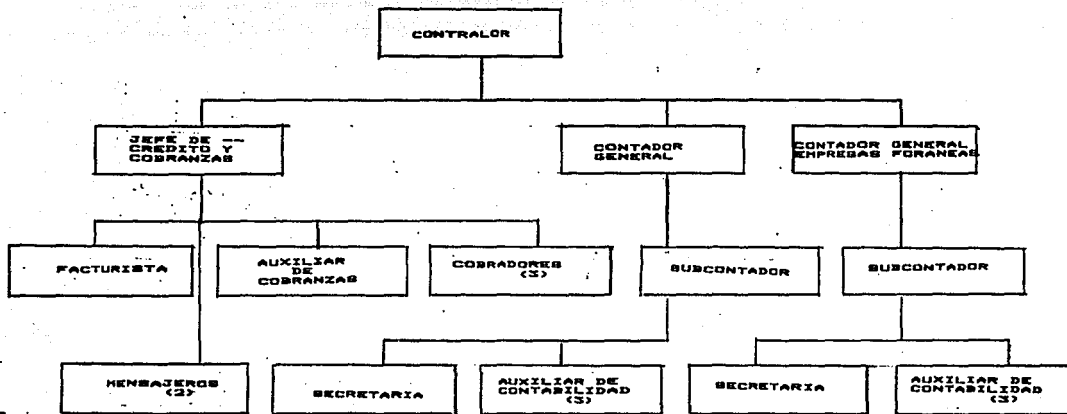 CONTRALOR
JEFE DE --
CREDITO Y
COBRANZAS
CONTADOR
GENERAL
CONTADOR GENERAL
EMPRESAS FORANEAS
FACTURISTA
AUXILIAR
DE
COBRANZAS
COBRADORES
(3)
SUBCONTADOR
SUBCONTADOR
MENSAJEROS
(2)
SECRETARIA
AUXILIAR DE
CONTABILIDAD
(3)
SECRETARIA
AUXILIAR DE
CONTABILIDAD
(3)